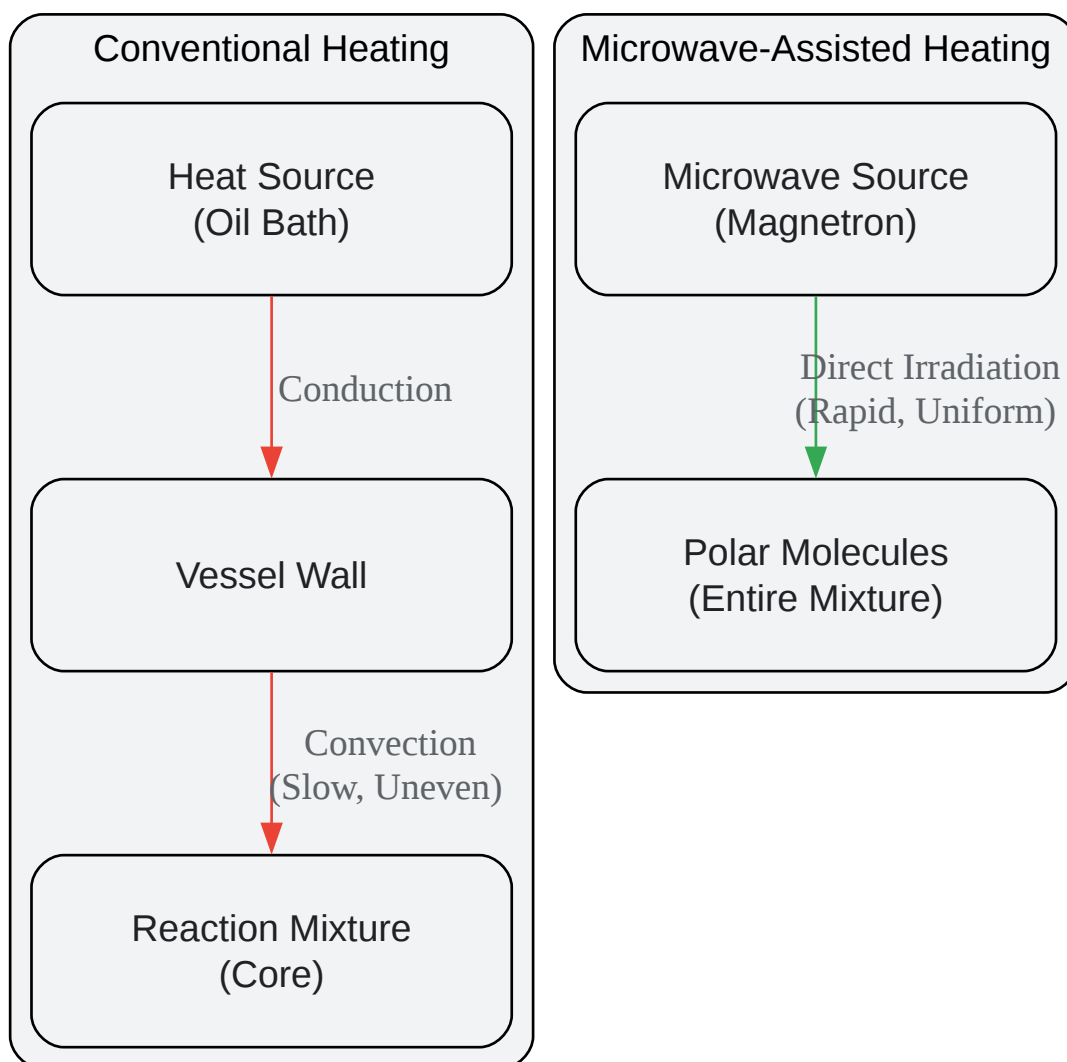 Conventional Heating
Heat Source
(Oil Bath)
Conduction
Vessel Wall
Convection
(Slow, Uneven)
Reaction Mixture
(Core)
Microwave-Assisted Heating
Microwave Source
(Magnetron)
Direct Irradiation
(Rapid, Uniform)
Polar Molecules
(Entire Mixture)